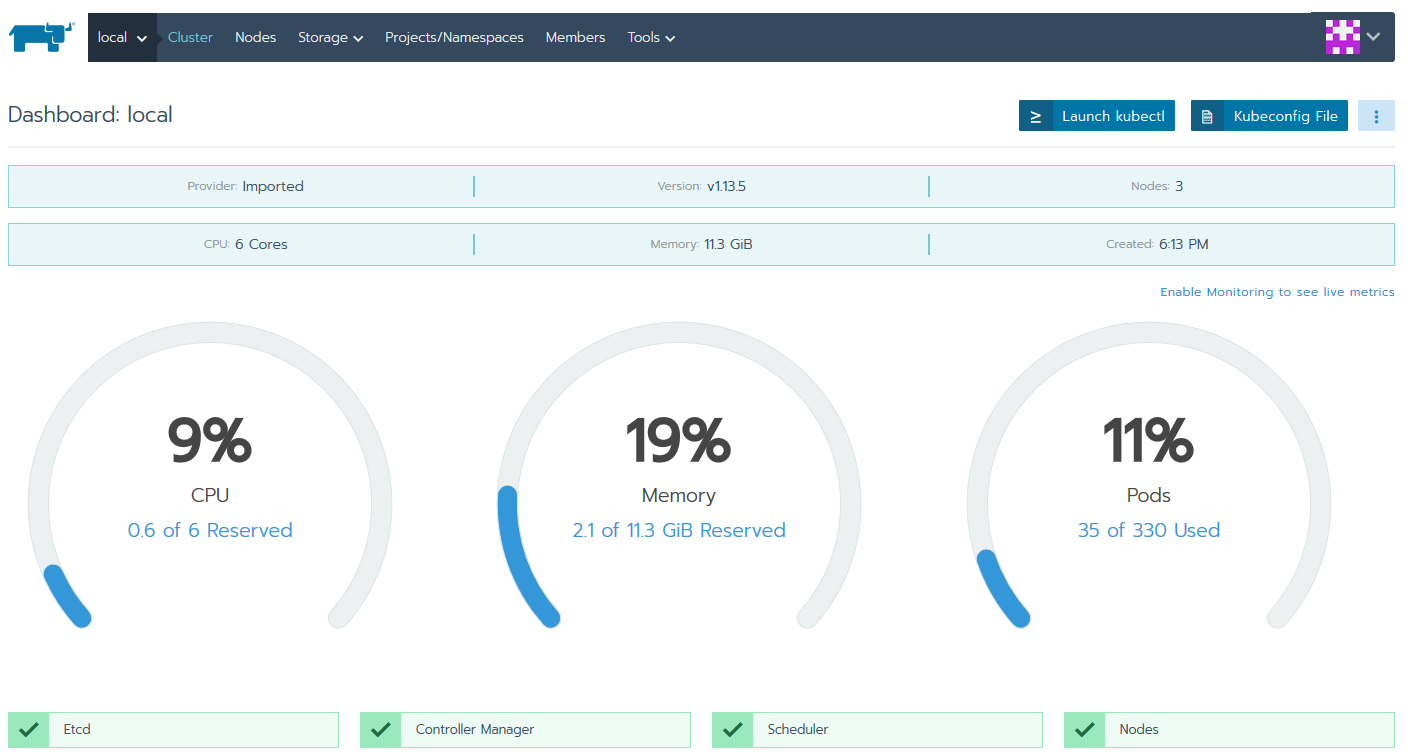 local Cluster Nodes Storage Projects/Namespaces Members Tools
Dashboard: local
Launch kubectl Kubeconfig File
Provider: Imported Version: v1.13.5 Nodes: 3
CPU: 6 Cores Memory: 11.3 GiB Created: 6:13 PM
Enable Monitoring to see live metrics
9% 19% 11%
CPU Memory Pods
0.6 of 6 Reserved 2.1 of 11.3 GiB Reserved 35 of 330 Used
Etcd Controller Manager Scheduler Nodes